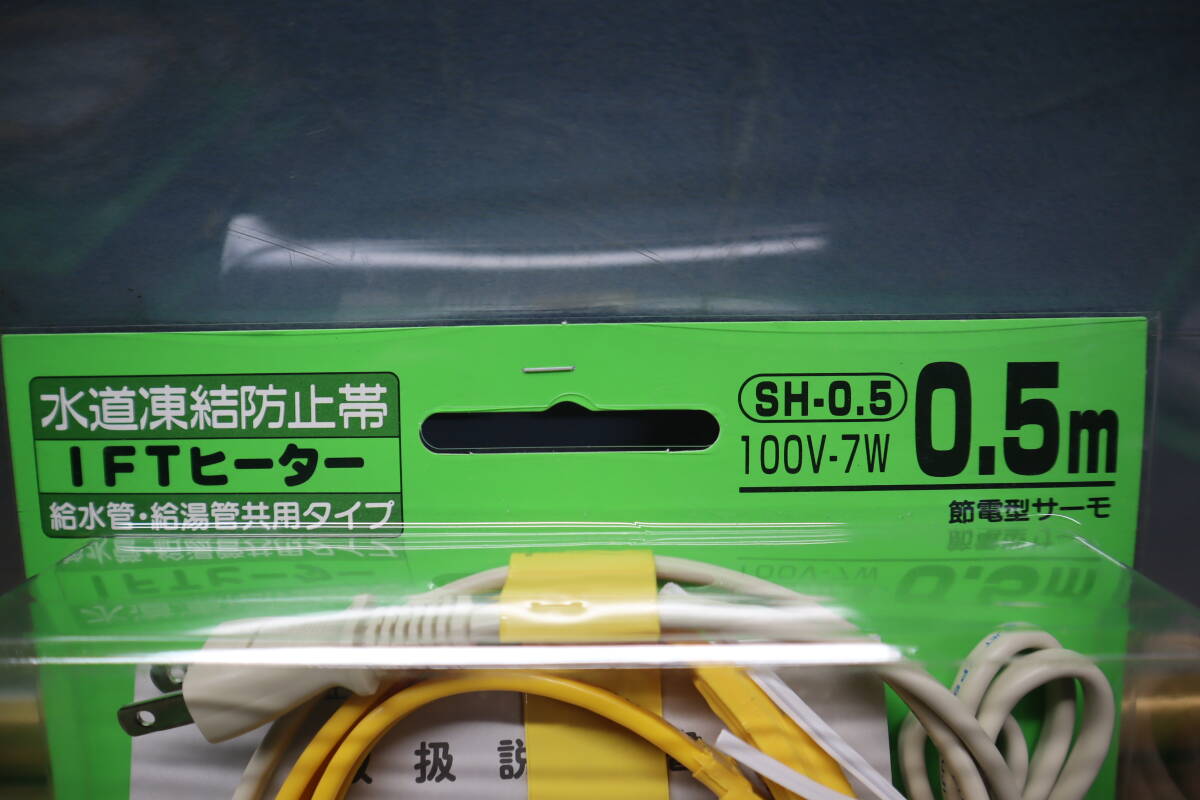 水道凍結防止帯
IFTヒーター
給水管・給湯管共用タイプ
SH-0.5
100V-7W
0.5m
節電型サーモ
扱説